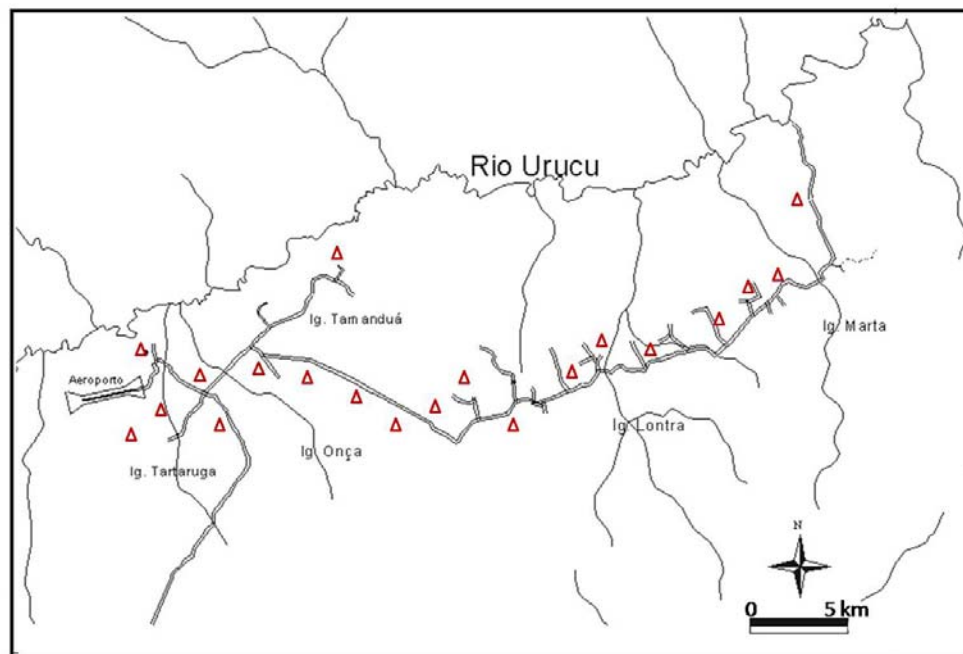 Rio Urucu
Ig. Tamanduá
Ig. Marta
Aeroporto
Ig. Lontra
Ig. Onça
Ig. Tartaruga
N
0 5 km